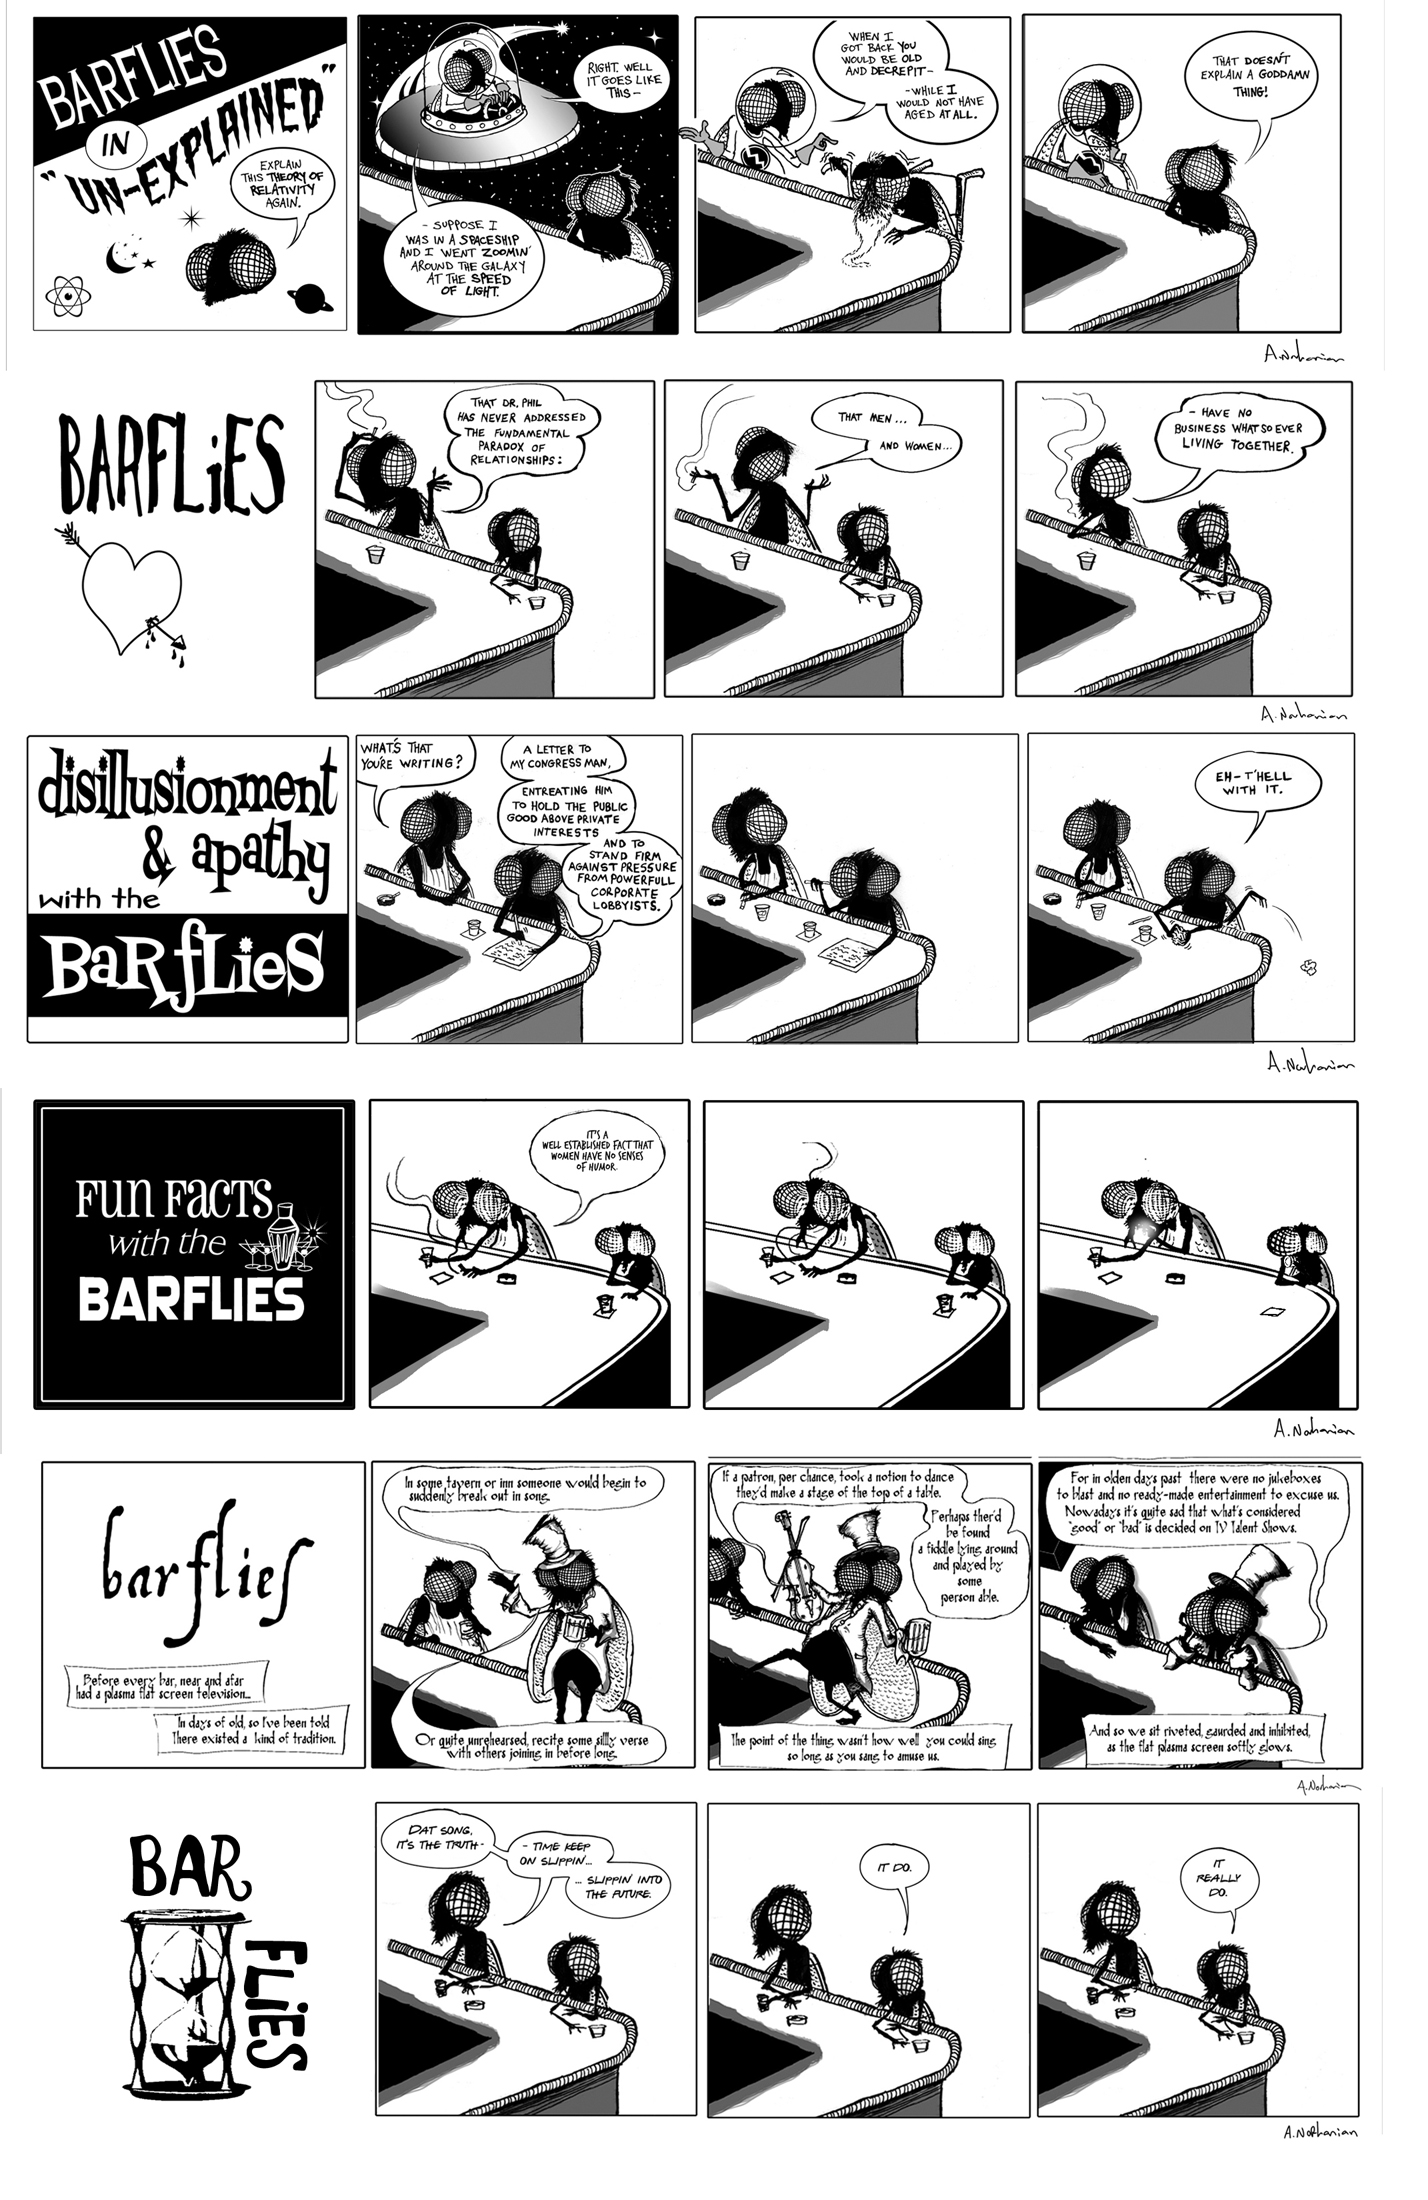 BARFLIES
IN
"UN-EXPLAINED"
EXPLAIN
THIS THEORY OF
RELATIVITY
AGAIN.
RIGHT. WELL
IT GOES LIKE
THIS—
- SUPPOSE I
WAS IN A SPACESHIP
AND I WENT ZOOMIN'
AROUND THE GALAXY
AT THE SPEED
OF LIGHT.
WHEN I
GOT BACK YOU
WOULD BE OLD
AND DECREPIT—
-WHILE I
WOULD NOT HAVE
AGED AT ALL.
THAT DOESN'T
EXPLAIN A GODDAMN
THING!
BARFLiES
THAT DR. PHIL
HAS NEVER ADDRESSED
THE FUNDAMENTAL
PARADOX OF
RELATIONSHIPS:
THAT MEN...
AND WOMEN...
- HAVE NO
BUSINESS WHATSOEVER
LIVING TOGETHER.
disillusionment
& apathy
with the
BaRfLieS
WHAT'S THAT
YOU'RE WRITING?
A LETTER TO
MY CONGRESS MAN,
ENTREATING HIM
TO HOLD THE PUBLIC
GOOD ABOVE PRIVATE
INTERESTS
AND TO
STAND FIRM
AGAINST PRESSURE
FROM POWERFULL
CORPORATE
LOBBYISTS.
EH- T'HELL
WITH IT.
FUN FACTS
with the
BARFLIES
IT'S A
WELL ESTABLISHED FACT THAT
WOMEN HAVE NO SENSES
OF HUMOR.
barflies
Before every bar, near and afar
had a plasma flat screen television...
In days of old, so I've been told
There existed a kind of tradition.
In some tavern or inn someone would begin to
suddenly break out in song.
Or quite unrehearsed, recite some sillly verse
with others joining in before long.
If a patron, per chance, took a notion to dance
they'd make a stage of the top of a table.
Perhaps ther'd
be found
a fiddle lying around
and played by
some
person able.
The point of the thing wasn't how well you could sing
so long as you sang to amuse us.
For in olden days past there were no jukeboxes
to blast and no ready-made entertainment to excuse us.
Nowadays it's quite sad that what's considered
'good' or 'bad' is decided on TV Talent Shows.
And so we sit riveted, gaurded and inhibited,
as the flat plasma screen softly glows.
BAR
FLiES
DAT SONG,
IT'S THE TRUTH-
- TIME KEEP
ON SLIPPIN'...
... SLIPPIN' INTO
THE FUTURE.
IT DO.
IT
REALLY
DO.